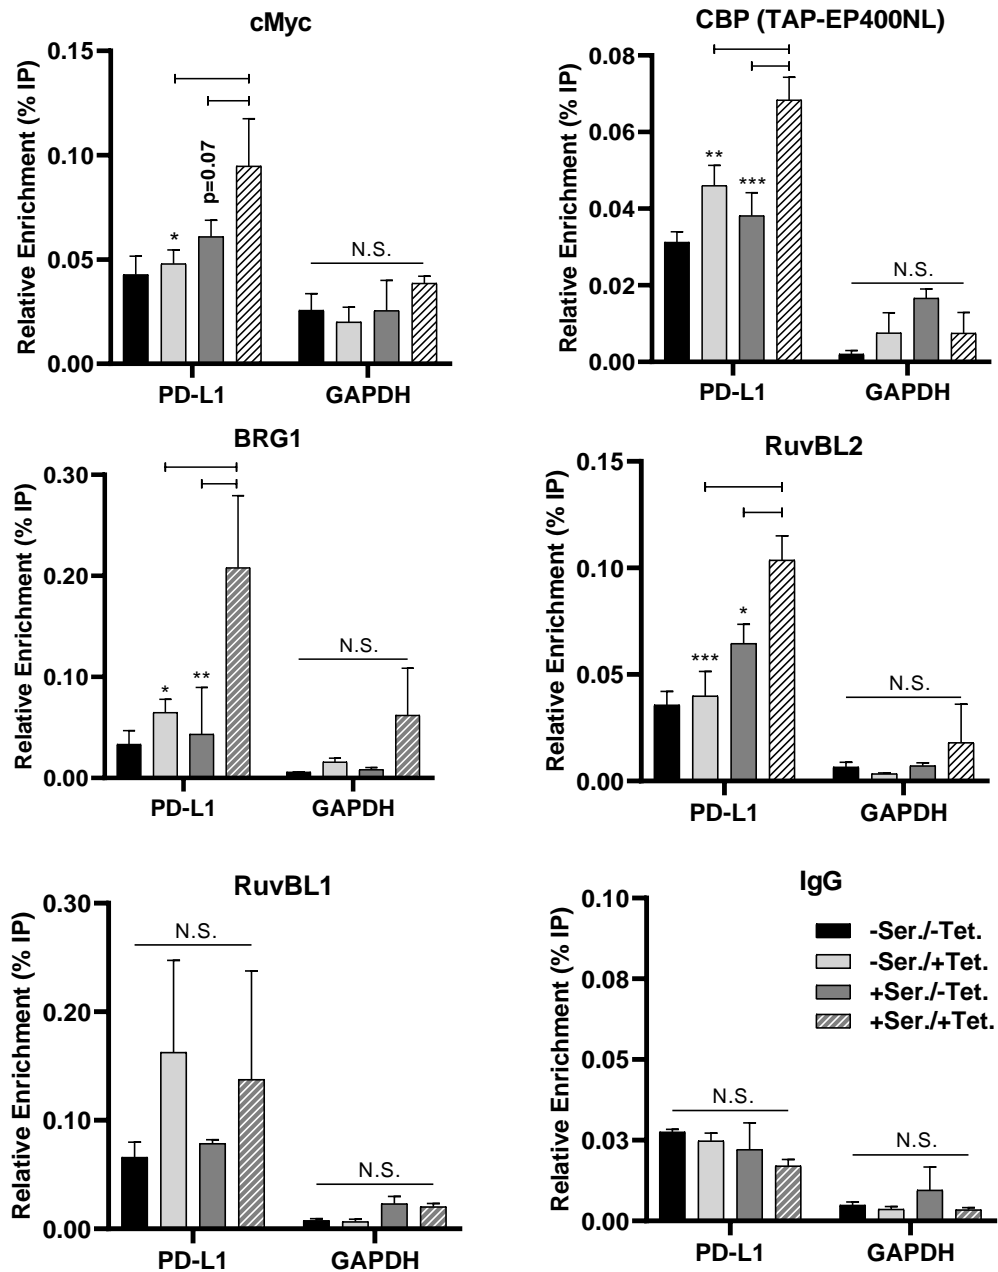 cMyc
Relative Enrichment (% IP)
0.15
0.10
0.05
0.00
p=0.07
*
N.S.
PD-L1
GAPDH
CBP (TAP-EP400NL)
Relative Enrichment (% IP)
0.08
0.06
0.04
0.02
0.00
**
***
N.S.
PD-L1
GAPDH
BRG1
Relative Enrichment (% IP)
0.30
0.20
0.10
0.00
*
**
N.S.
PD-L1
GAPDH
RuvBL2
Relative Enrichment (% IP)
0.15
0.10
0.05
0.00
***
*
N.S.
PD-L1
GAPDH
RuvBL1
Relative Enrichment (% IP)
0.30
0.20
0.10
0.00
N.S.
N.S.
PD-L1
GAPDH
IgG
Relative Enrichment (% IP)
0.10
0.08
0.05
0.03
0.00
-Ser./-Tet.
-Ser./+Tet.
+Ser./-Tet.
+Ser./+Tet.
N.S.
N.S.
PD-L1
GAPDH